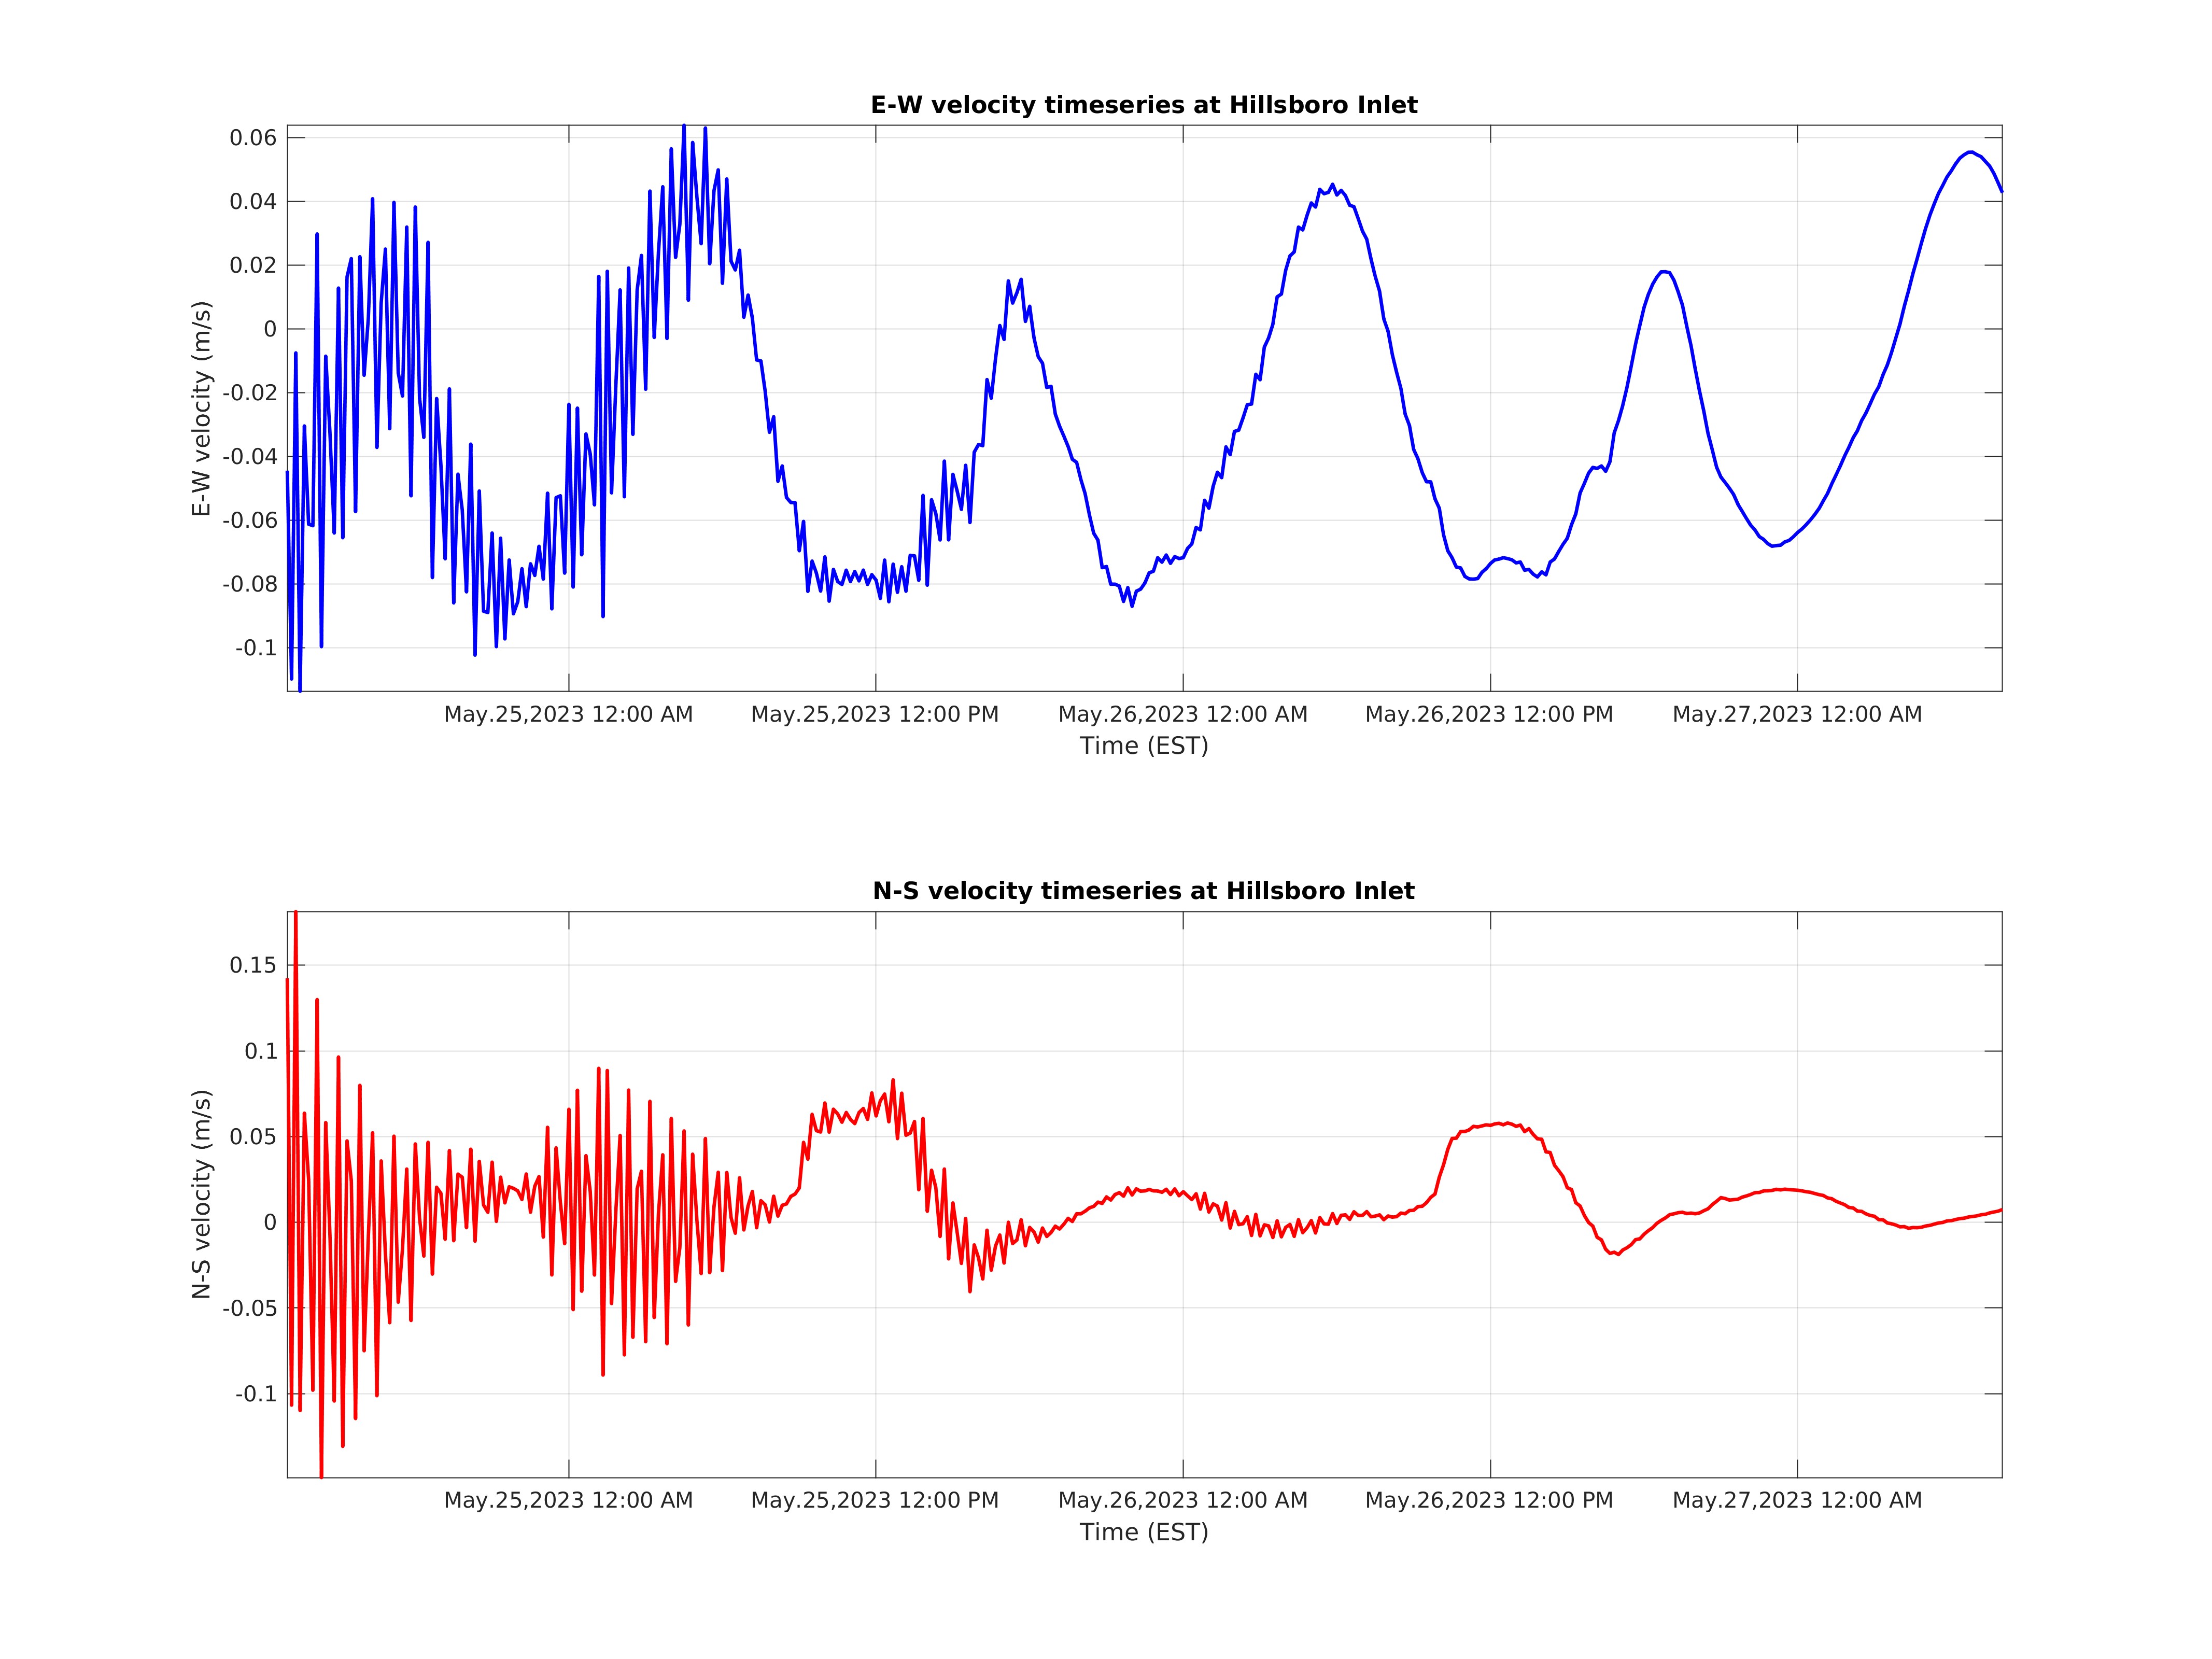 E-W velocity timeseries at Hillsboro Inlet
0.06
0.04
0.02
0
-0.02
-0.04
-0.06
-0.08
-0.1
E-W velocity (m/s)
May.25,2023 12:00 AM May.25,2023 12:00 PM May.26,2023 12:00 AM May.26,2023 12:00 PM May.27,2023 12:00 AM
Time (EST)
N-S velocity timeseries at Hillsboro Inlet
0.15
0.1
0.05
0
-0.05
-0.1
N-S velocity (m/s)
May.25,2023 12:00 AM May.25,2023 12:00 PM May.26,2023 12:00 AM May.26,2023 12:00 PM May.27,2023 12:00 AM
Time (EST)